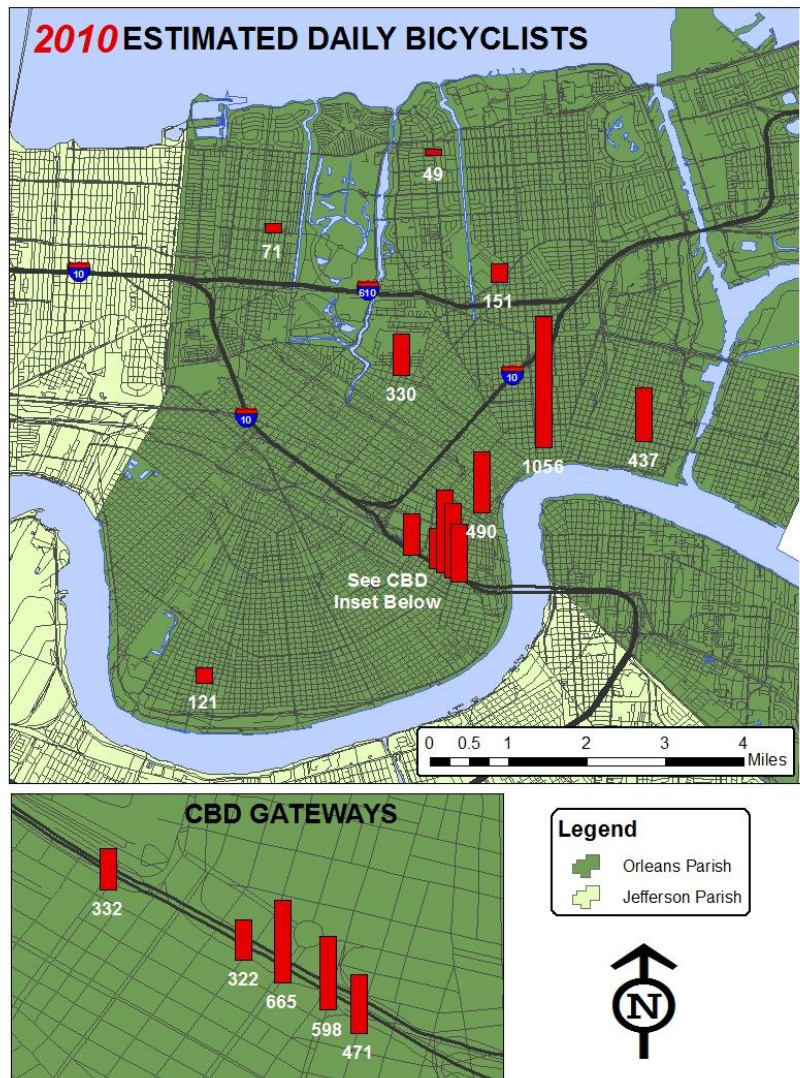 2010 ESTIMATED DAILY BICYCLISTS
49
71
10
610
151
330
10
10
1056
437
490
See CBD
Inset Below
121
0 0.5 1 2 3 4
Miles
CBD GATEWAYS
332
322
665
598
471
Legend
Orleans Parish
Jefferson Parish
N